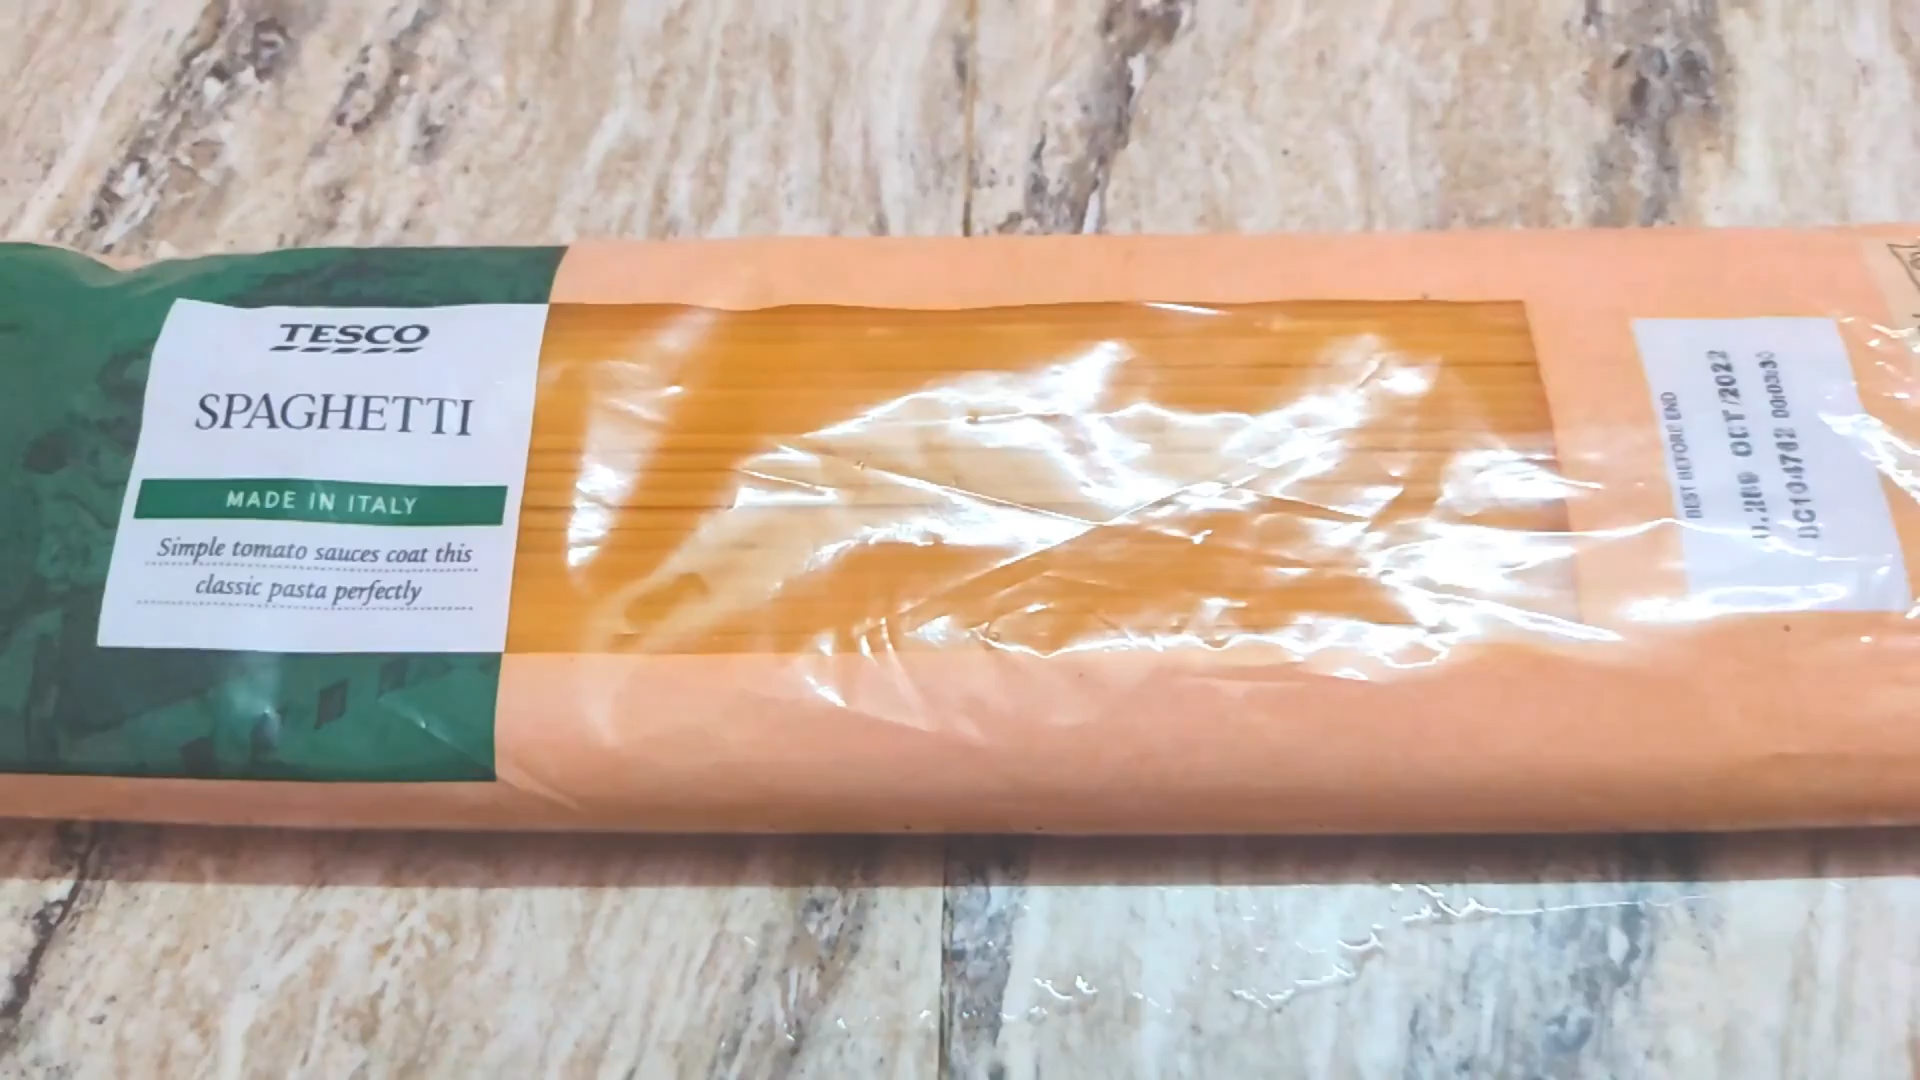 TESCO
SPAGHETTI
MADE IN ITALY
Simple tomato sauces coat this
classic pasta perfectly
BEST BEFORE END
OCT/2022